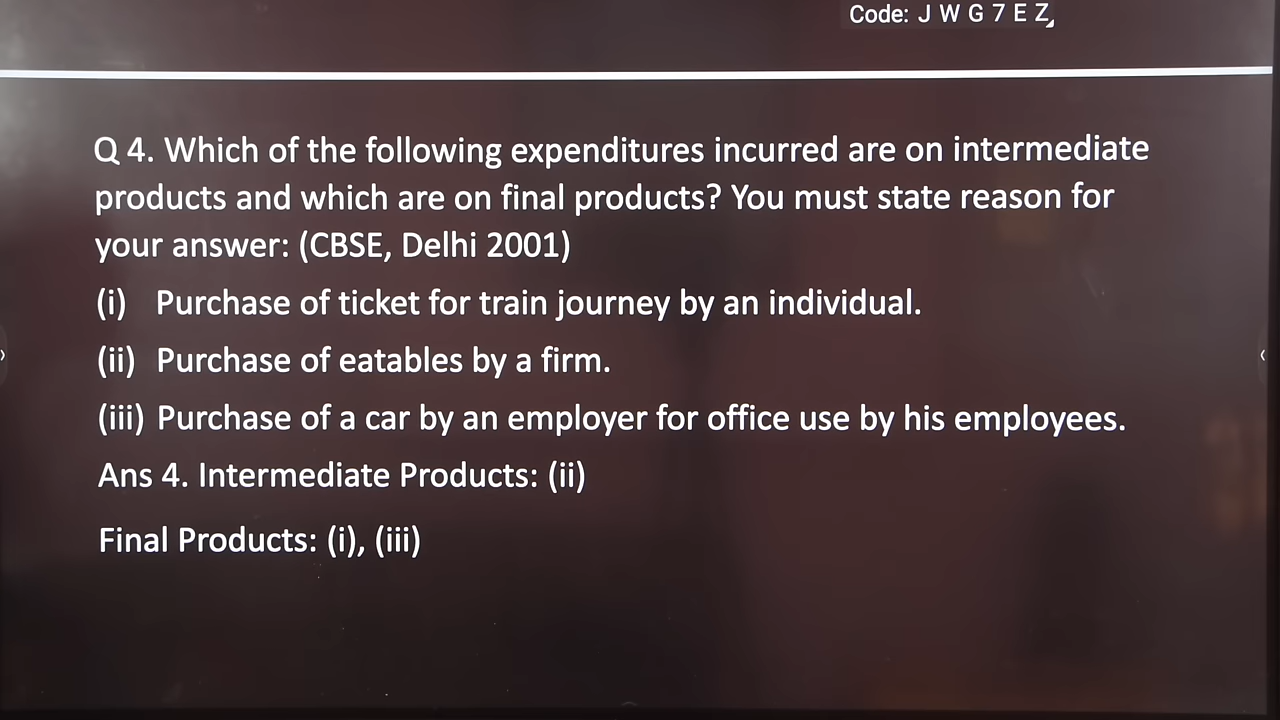 Code: J W G 7 E Z
Q 4. Which of the following expenditures incurred are on intermediate
products and which are on final products? You must state reason for
your answer: (CBSE, Delhi 2001)
(i) Purchase of ticket for train journey by an individual.
(ii) Purchase of eatables by a firm.
(iii) Purchase of a car by an employer for office use by his employees.
Ans 4. Intermediate Products: (ii)
Final Products: (i), (iii)